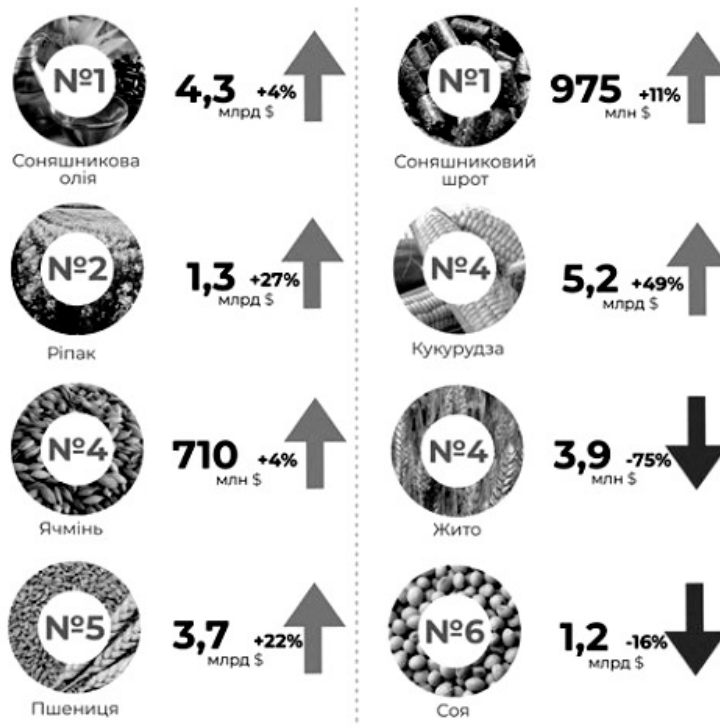 №1
4,3 +4%
млрд $
Соняшникова
олія
№1
975 +11%
млн $
Соняшниковий
шрот
№2
1,3 +27%
млрд $
Ріпак
№4
5,2 +49%
млрд $
Кукурудза
№4
710 +4%
млн $
Ячмінь
№4
3,9 -75%
млн $
Жито
№5
3,7 +22%
млрд $
Пшениця
№6
1,2 -16%
млрд $
Соя